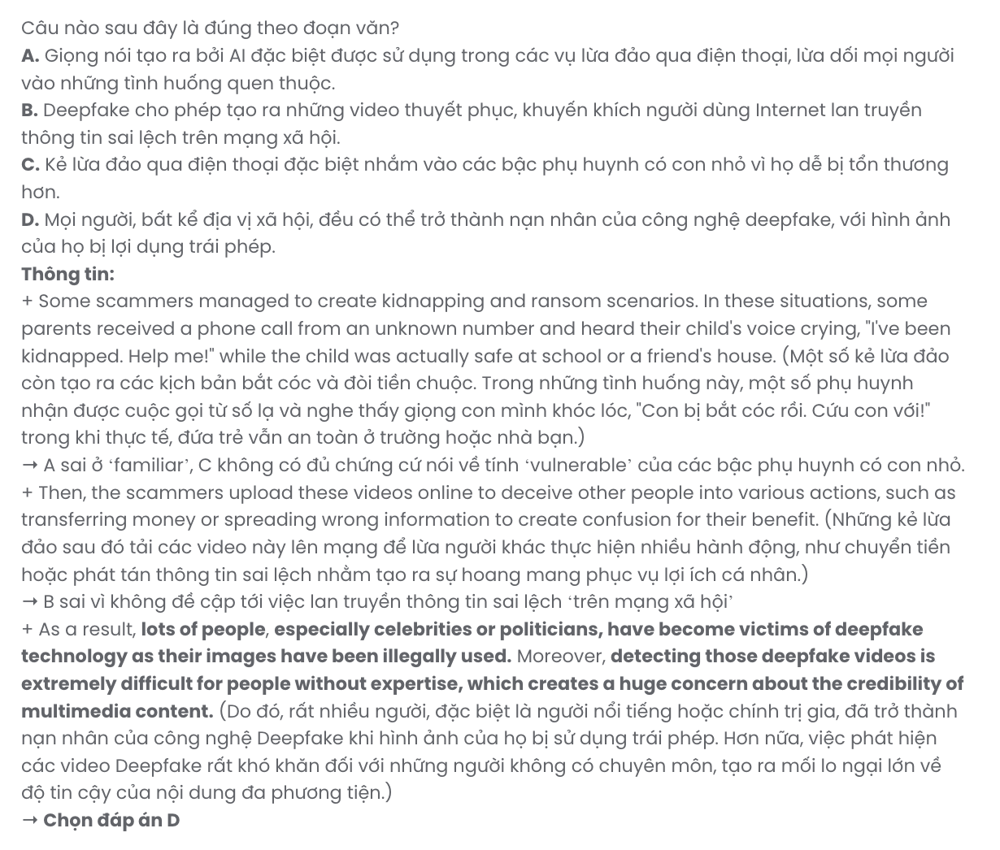 Câu nào sau đây là đúng theo đoạn văn?
A. Giọng nói tạo ra bởi AI đặc biệt được sử dụng trong các vụ lừa đảo qua điện thoại, lừa dối mọi người
vào những tình huống quen thuộc.
B. Deepfake cho phép tạo ra những video thuyết phục, khuyến khích người dùng Internet lan truyền
thông tin sai lệch trên mạng xã hội.
C. Kẻ lừa đảo qua điện thoại đặc biệt nhắm vào các bậc phụ huynh có con nhỏ vì họ dễ bị tổn thương
hơn.
D. Mọi người, bất kể địa vị xã hội, đều có thể trở thành nạn nhân của công nghệ deepfake, với hình ảnh
của họ bị lợi dụng trái phép.
Thông tin:
+ Some scammers managed to create kidnapping and ransom scenarios. In these situations, some
parents received a phone call from an unknown number and heard their child's voice crying, "I've been
kidnapped. Help me!" while the child was actually safe at school or a friend's house. (Một số kẻ lừa đảo
còn tạo ra các kịch bản bắt cóc và đòi tiền chuộc. Trong những tình huống này, một số phụ huynh
nhận được cuộc gọi từ số lạ và nghe thấy giọng con mình khóc lóc, "Con bị bắt cóc rồi. Cứu con với!"
trong khi thực tế, đứa trẻ vẫn an toàn ở trường hoặc nhà bạn.)
→ A sai ở ‘familiar’, C không có đủ chứng cứ nói về tính ‘vulnerable’ của các bậc phụ huynh có con nhỏ.
+ Then, the scammers upload these videos online to deceive other people into various actions, such as
transferring money or spreading wrong information to create confusion for their benefit. (Những kẻ lừa
đảo sau đó tải các video này lên mạng để lừa người khác thực hiện nhiều hành động, như chuyển tiền
hoặc phát tán thông tin sai lệch nhằm tạo ra sự hoang mang phục vụ lợi ích cá nhân.)
→ B sai vì không đề cập tới việc lan truyền thông tin sai lệch ‘trên mạng xã hội’
+ As a result, lots of people, especially celebrities or politicians, have become victims of deepfake
technology as their images have been illegally used. Moreover, detecting those deepfake videos is
extremely difficult for people without expertise, which creates a huge concern about the credibility of
multimedia content. (Do đó, rất nhiều người, đặc biệt là người nổi tiếng hoặc chính trị gia, đã trở thành
nạn nhân của công nghệ Deepfake khi hình ảnh của họ bị sử dụng trái phép. Hơn nữa, việc phát hiện
các video Deepfake rất khó khăn đối với những người không có chuyên môn, tạo ra mối lo ngại lớn về
độ tin cậy của nội dung đa phương tiện.)
→ Chọn đáp án D